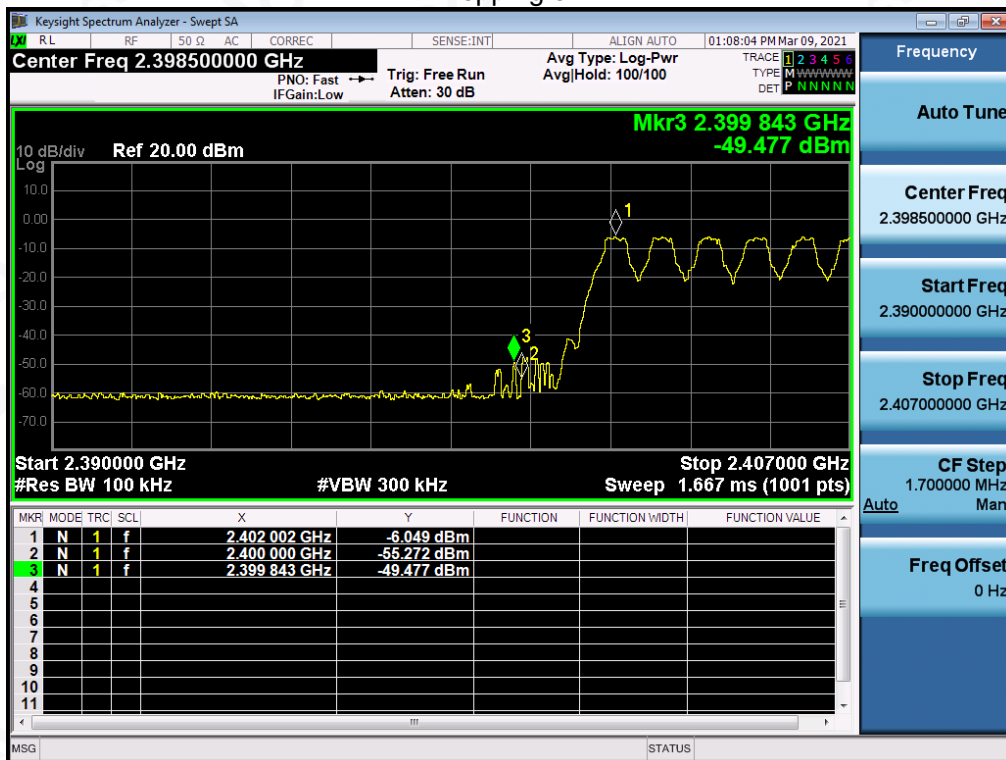 Keysight Spectrum Analyzer - Swept SA
LXI RL RF 50 Ω AC CORREC SENSE:INT ALIGN AUTO 01:08:04 PM Mar 09, 2021
Center Freq 2.398500000 GHz
PNO: Fast
IFGain:Low
Trig: Free Run
Atten: 30 dB
Avg Type: Log-Pwr
Avg|Hold: 100/100
TRACE 1 2 3 4 5 6
TYPE M WWWWW
DET P N N N N N
Mkr3 2.399 843 GHz
-49.477 dBm
10 dB/div Ref 20.00 dBm
Log
10.0
0.00
-10.0
-20.0
-30.0
-40.0
-50.0
-60.0
-70.0
1
3
2
Start 2.390000 GHz Stop 2.407000 GHz
#Res BW 100 kHz #VBW 300 kHz Sweep 1.667 ms (1001 pts)
MKR MODE TRC SCL X Y FUNCTION FUNCTION WIDTH FUNCTION VALUE
1 N 1 f 2.402 002 GHz -6.049 dBm
2 N 1 f 2.400 000 GHz -55.272 dBm
3 N 1 f 2.399 843 GHz -49.477 dBm
4
5
6
7
8
9
10
11
MSG STATUS
Frequency
Auto Tune
Center Freq
2.398500000 GHz
Start Freq
2.390000000 GHz
Stop Freq
2.407000000 GHz
CF Step
1.700000 MHz
Auto Man
Freq Offset
0 Hz